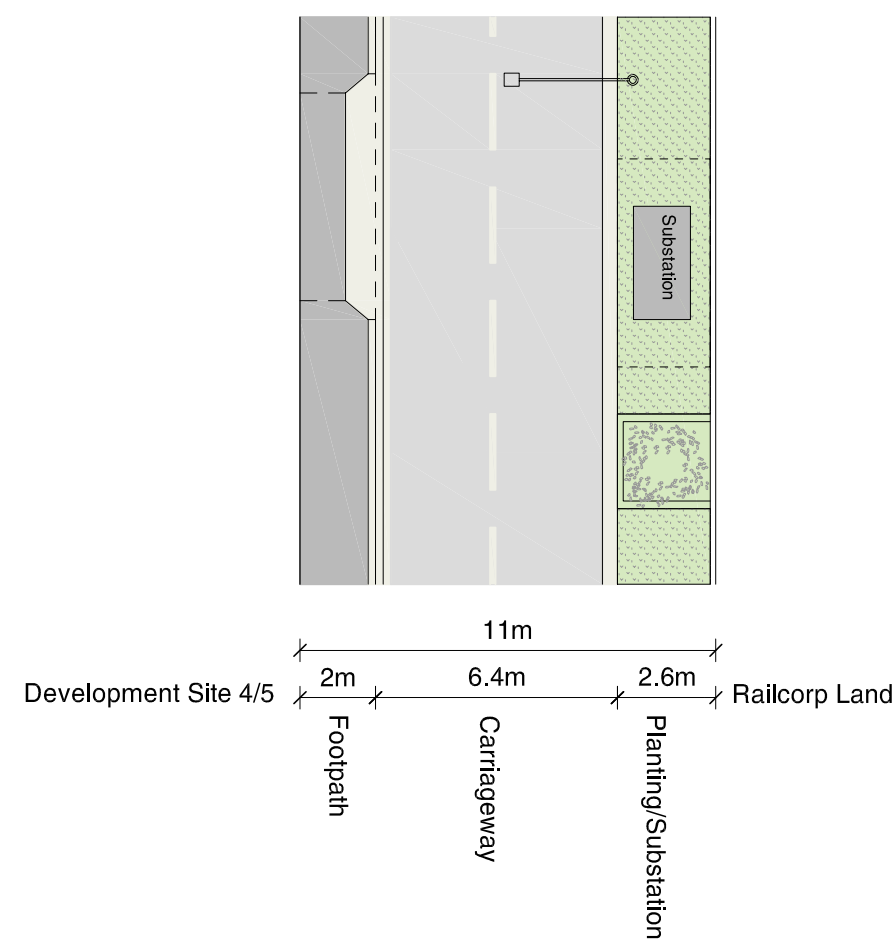 Substation
11m
2m
6.4m
2.6m
Development Site 4/5
Railcorp Land
Footpath
Carriageway
Planting/Substation